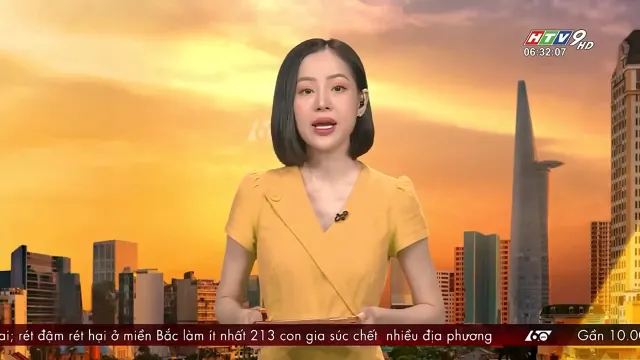 HTV9 HD
06:32:07
ai; rét đậm rét hại ở miền Bắc làm ít nhất 213 con gia súc chết nhiều địa phương 60 Gần 10.00